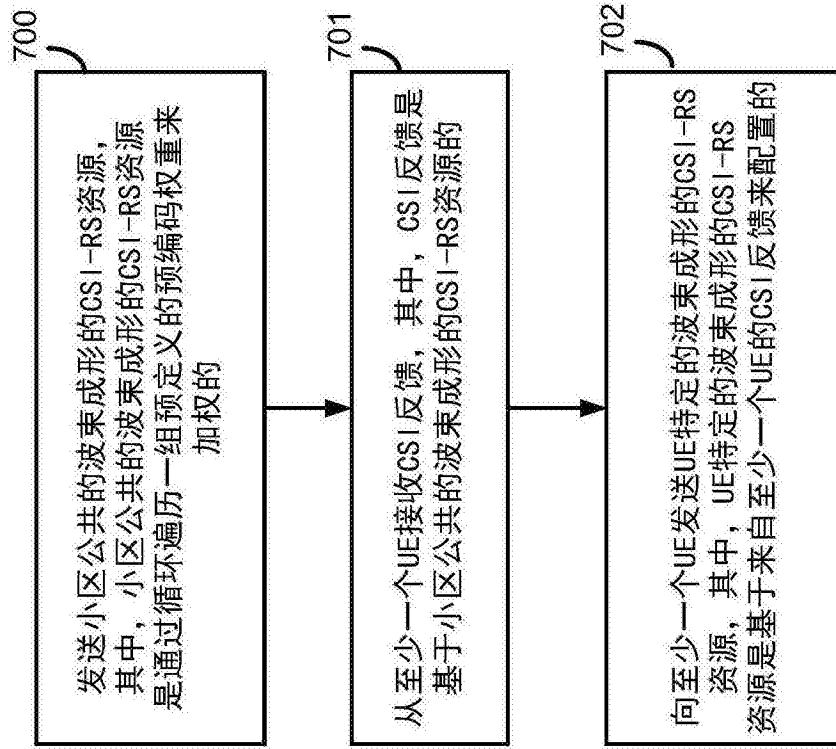 700
发送小区公共的波束成形的CSI-RS资源,
其中, 小区公共的波束成形的CSI-RS资源
是通过循环遍历一组预定义的预编码权重来
加权的
701
从至少一个UE接收CSI反馈, 其中, CSI反馈是
基于小区公共的波束成形的CSI-RS资源的
702
向至少一个UE发送UE特定的波束成形的CSI-RS
资源, 其中, UE特定的波束成形的CSI-RS
资源是基于来自至少一个UE的CSI反馈来配置的